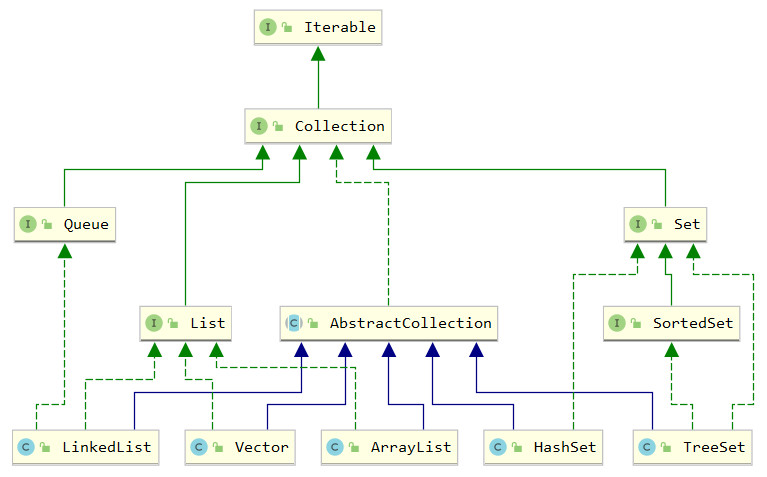 I Iterable
I Collection
I Queue
I Set
I List
C AbstractCollection
I SortedSet
C LinkedList
C Vector
C ArrayList
C HashSet
C TreeSet